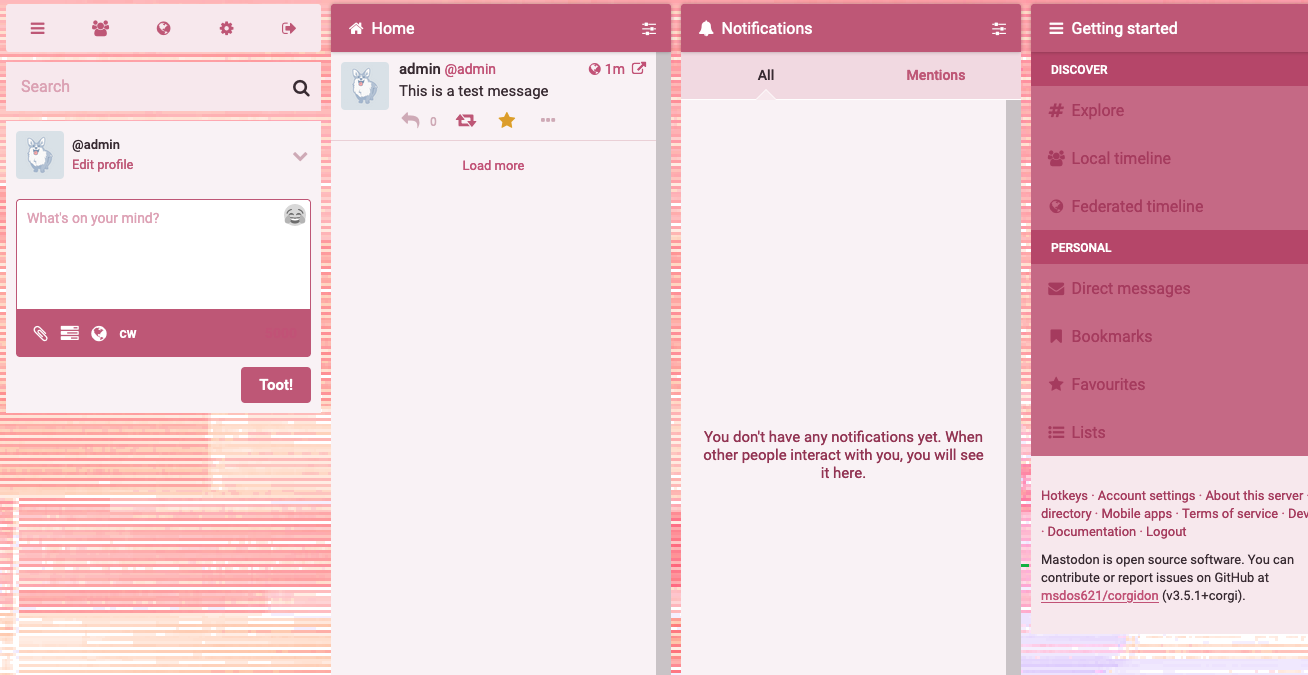 Search
@admin
Edit profile
What's on your mind?
CW
Toot!
Home
admin @admin 1m
This is a test message
0
Load more
Notifications
All Mentions
You don't have any notifications yet. When
other people interact with you, you will see
it here.
Getting started
DISCOVER
Explore
Local timeline
Federated timeline
PERSONAL
Direct messages
Bookmarks
Favourites
Lists
Hotkeys · Account settings · About this server ·
directory · Mobile apps · Terms of service · Dev
· Documentation · Logout
Mastodon is open source software. You can
contribute or report issues on GitHub at
msdos621/corgidon (v3.5.1+corgi).